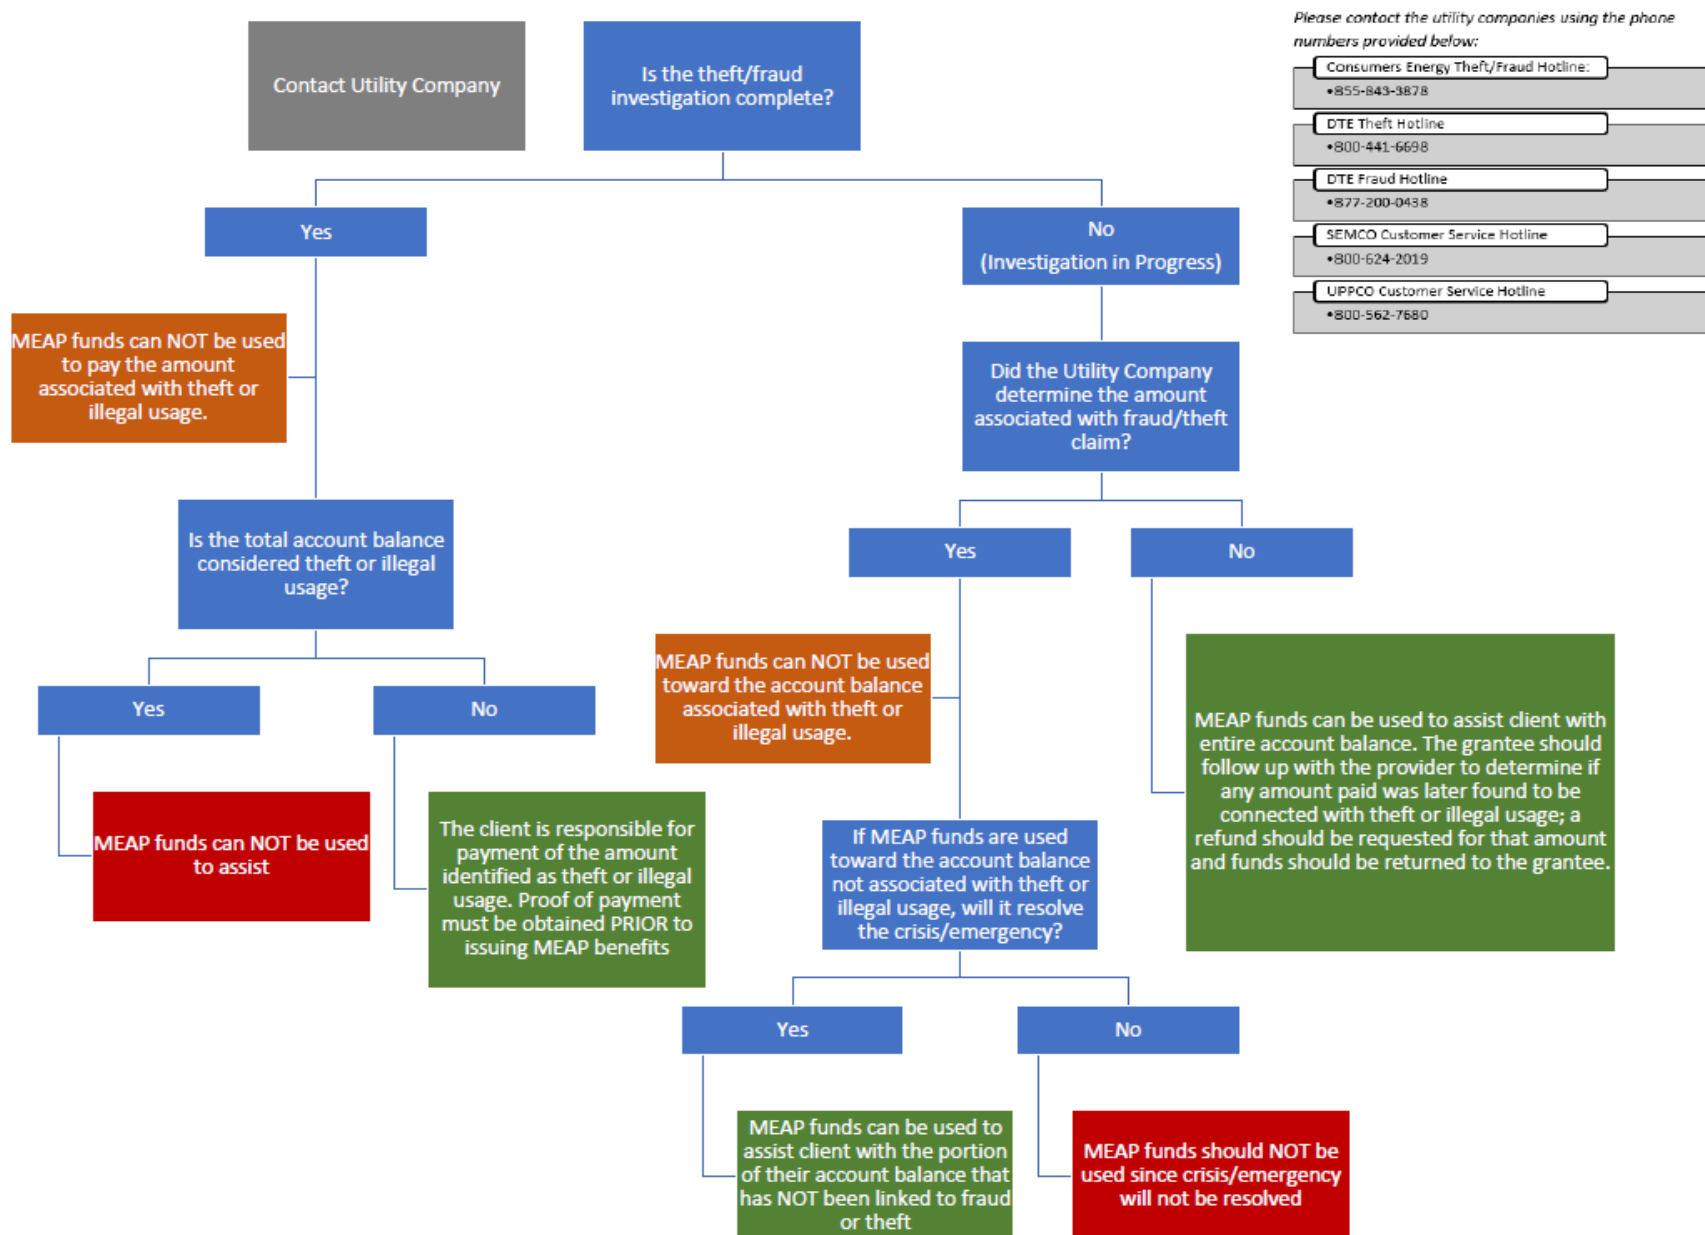 Please contact the utility companies using the phone
numbers provided below:
Consumers Energy Theft/Fraud Hotline:
•855-843-3878
DTE Theft Hotline
•800-441-6698
DTE Fraud Hotline
•877-200-0438
SEMCO Customer Service Hotline
•800-624-2019
UPPCO Customer Service Hotline
•800-562-7680
Contact Utility Company
Is the theft/fraud
investigation complete?
Yes
No
(Investigation in Progress)
MEAP funds can NOT be used
to pay the amount
associated with theft or
illegal usage.
Did the Utility Company
determine the amount
associated with fraud/theft
claim?
Is the total account balance
considered theft or illegal
usage?
Yes
No
Yes
No
MEAP funds can NOT be used
toward the account balance
associated with theft or
illegal usage.
MEAP funds can be used to assist client with
entire account balance. The grantee should
follow up with the provider to determine if
any amount paid was later found to be
connected with theft or illegal usage; a
refund should be requested for that amount
and funds should be returned to the grantee.
MEAP funds can NOT be used
to assist
The client is responsible for
payment of the amount
identified as theft or illegal
usage. Proof of payment
must be obtained PRIOR to
issuing MEAP benefits
If MEAP funds are used
toward the account balance
not associated with theft or
illegal usage, will it resolve
the crisis/emergency?
Yes
No
MEAP funds can be used to
assist client with the portion
of their account balance that
has NOT been linked to fraud
or theft
MEAP funds should NOT be
used since crisis/emergency
will not be resolved